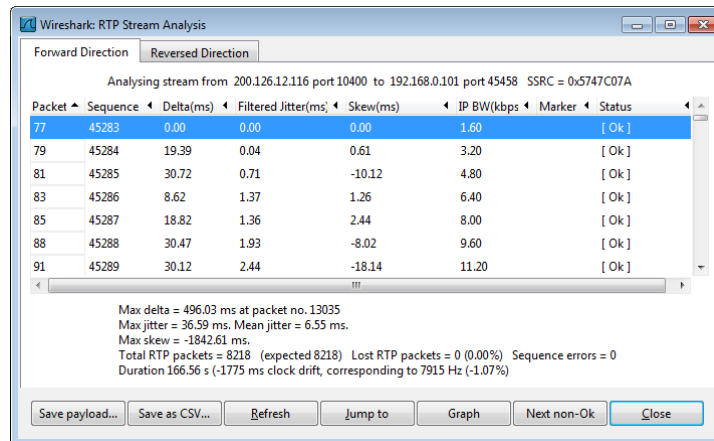 Wireshark: RTP Stream Analysis
Forward Direction Reversed Direction
Analysing stream from 200.126.12.116 port 10400 to 192.168.0.101 port 45458 SSRC = 0x5747C07A
Packet Sequence Delta(ms) Filtered Jitter(ms) Skew(ms) IP BW(kbps Marker Status
77 45283 0.00 0.00 0.00 1.60 [ Ok ]
79 45284 19.39 0.04 0.61 3.20 [ Ok ]
81 45285 30.72 0.71 -10.12 4.80 [ Ok ]
83 45286 8.62 1.37 1.26 6.40 [ Ok ]
85 45287 18.82 1.36 2.44 8.00 [ Ok ]
88 45288 30.47 1.93 -8.02 9.60 [ Ok ]
91 45289 30.12 2.44 -18.14 11.20 [ Ok ]
Max delta = 496.03 ms at packet no. 13035
Max jitter = 36.59 ms. Mean jitter = 6.55 ms.
Max skew = -1842.61 ms.
Total RTP packets = 8218 (expected 8218) Lost RTP packets = 0 (0.00%) Sequence errors = 0
Duration 166.56 s (-1775 ms clock drift, corresponding to 7915 Hz (-1.07%)
Save payload... Save as CSV... Refresh Jump to Graph Next non-Ok Close